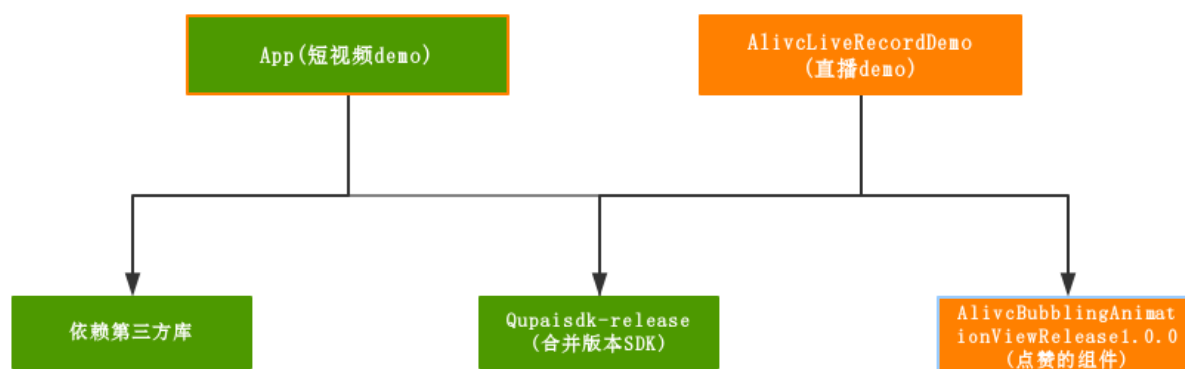 App(短视频demo)
AlivcLiveRecordDemo
(直播demo)
依赖第三方库
Qupaisdk-release
(合并版本SDK)
AlivcBubblingAnimat
ionViewRelease1.0.0
(点赞的组件)